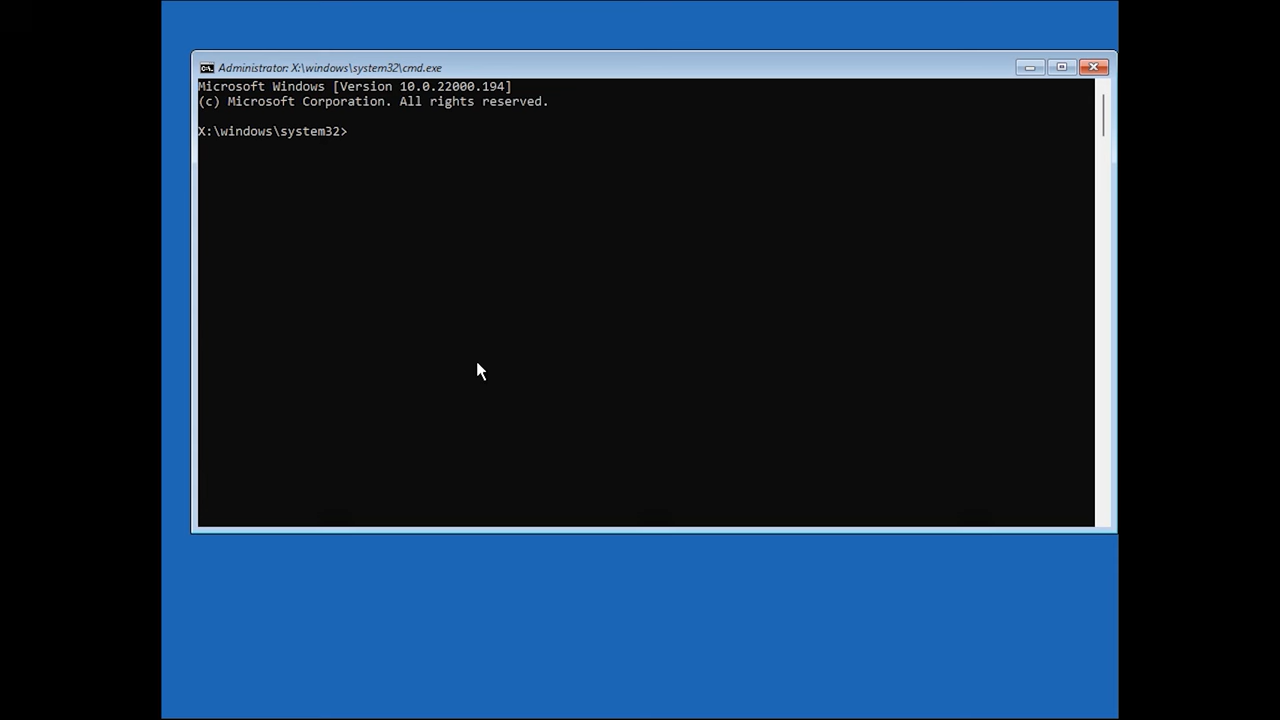 Administrator: X:\windows\system32\cmd.exe
Microsoft Windows [Version 10.0.22000.194]
(c) Microsoft Corporation. All rights reserved.
X:\windows\system32>